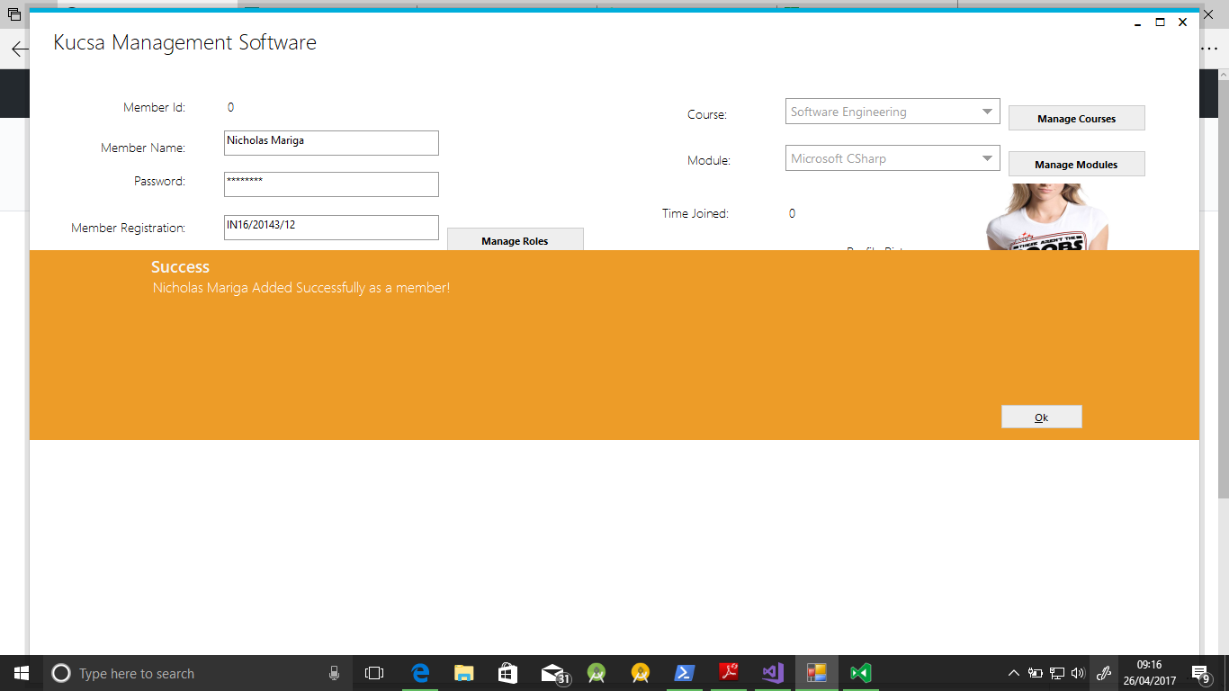 Kucsa Management Software
Member Id: 0
Member Name: Nicholas Mariga
Password: ********
Member Registration: IN16/20143/12
Manage Roles
Course: Software Engineering
Manage Courses
Module: Microsoft CSharp
Manage Modules
Time Joined: 0
Success
Nicholas Mariga Added Successfully as a member!
Ok
Type here to search
31
09:16
26/04/2017
9